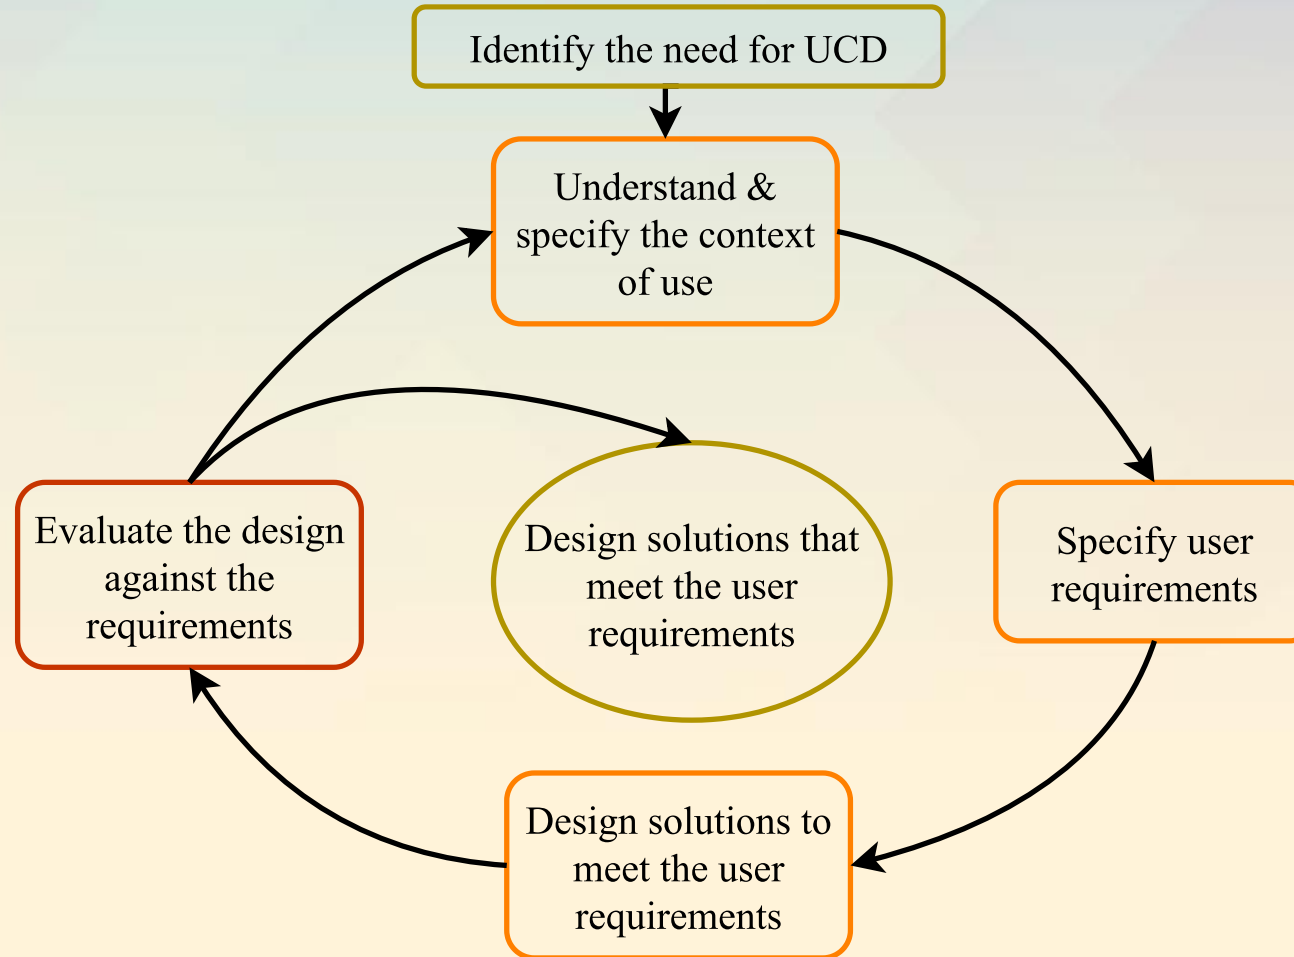 Identify the need for UCD
Understand &
specify the context
of use
Evaluate the design
against the
requirements
Design solutions that
meet the user
requirements
Specify user
requirements
Design solutions to
meet the user
requirements